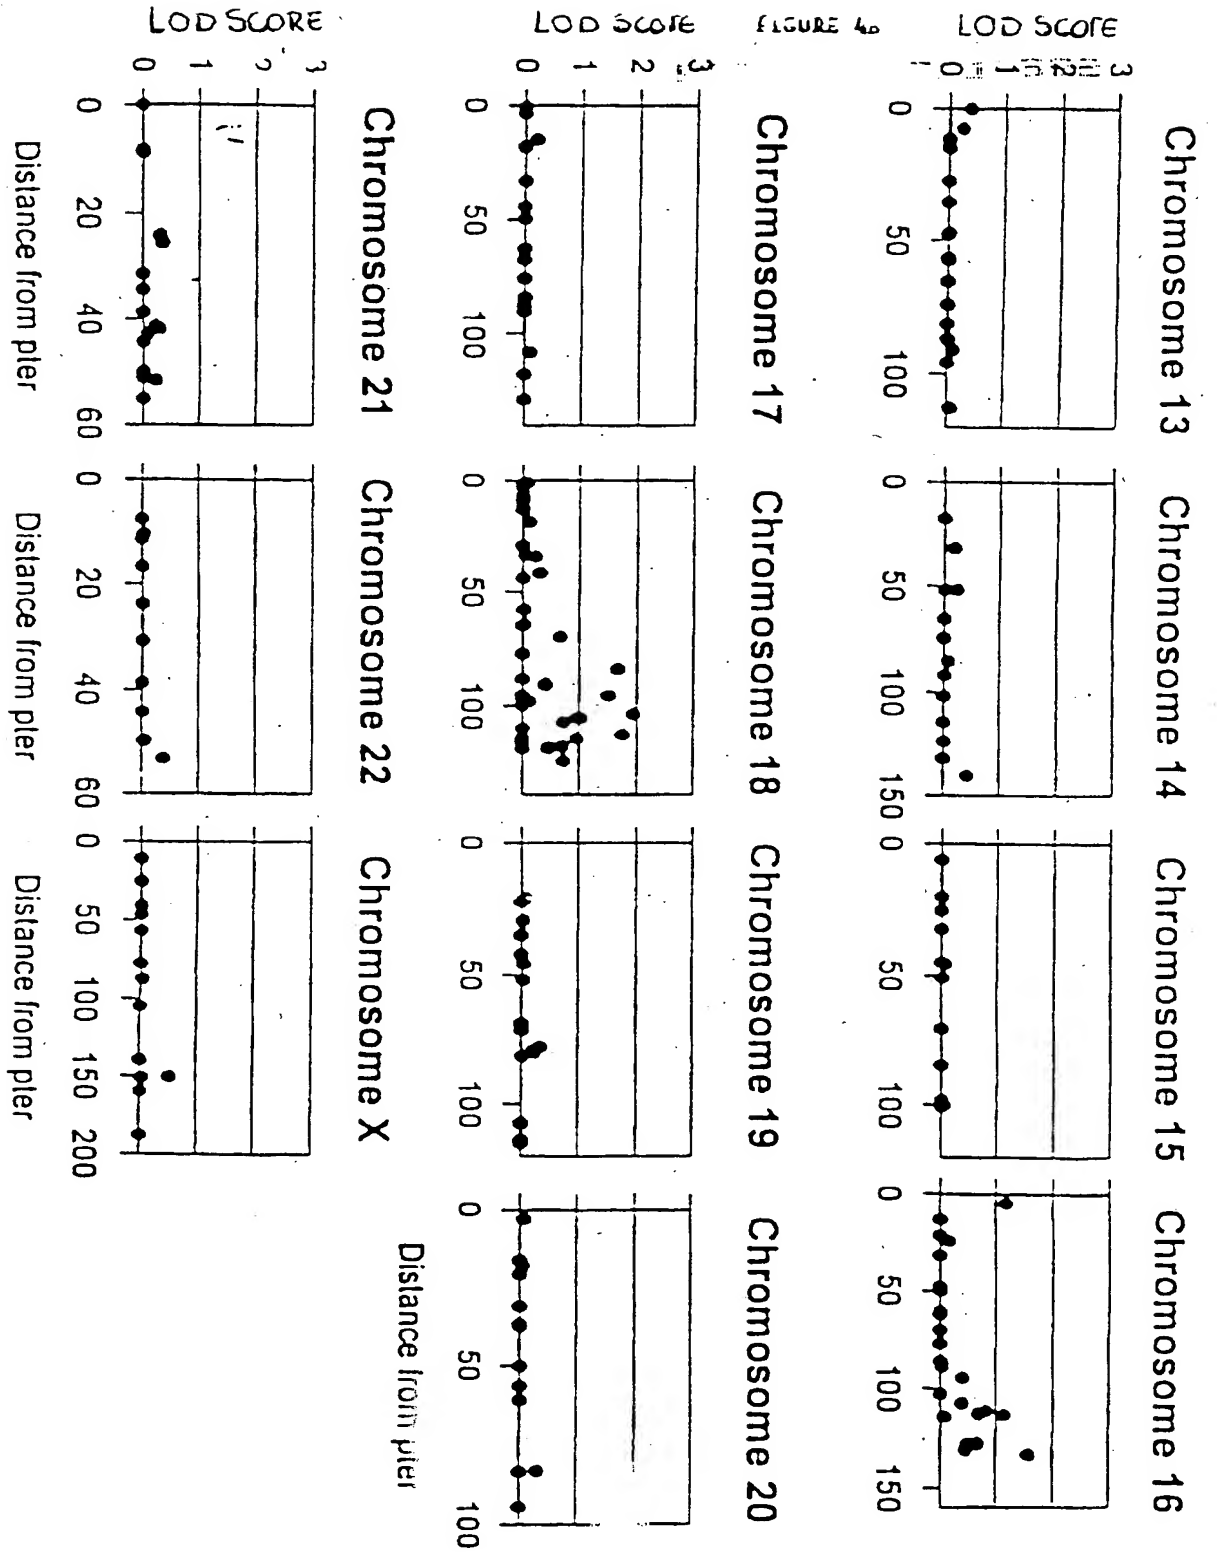 FIGURE 4b
Chromosome 13
Chromosome 14
Chromosome 15
Chromosome 16
LOD SCORE
3
2
1
0
0
50
100
0
50
100
150
0
50
100
0
50
100
150
Chromosome 17
Chromosome 18
Chromosome 19
Chromosome 20
LOD SCORE
3
2
1
0
0
50
100
0
50
100
0
50
100
0
50
100
Distance from pter
Chromosome 21
Chromosome 22
Chromosome X
LOD SCORE
3
2
1
0
0
20
40
60
0
20
40
60
0
50
100
150
200
Distance from pter
Distance from pter
Distance from pter